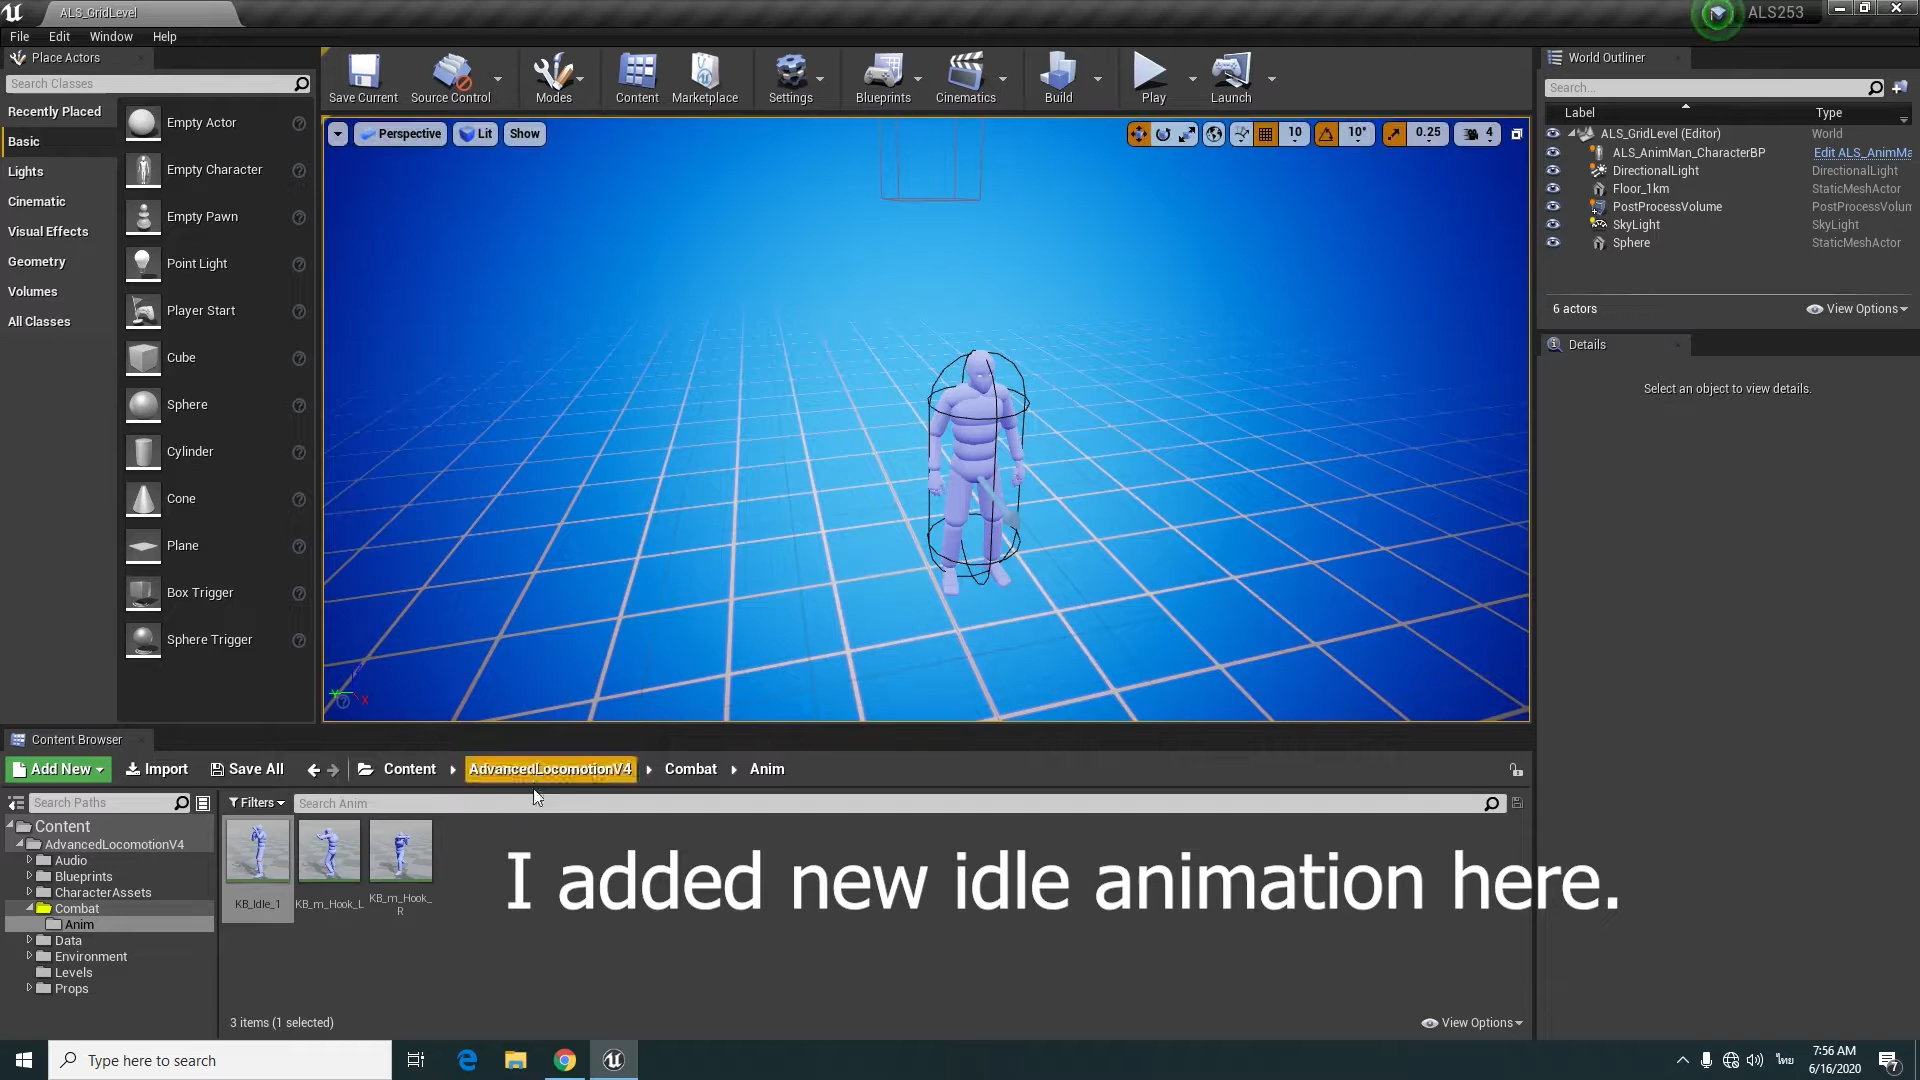 ALS_GridLevel
ALS253
File Edit Window Help
Place Actors
Search Classes
Recently Placed
Basic
Lights
Cinematic
Visual Effects
Geometry
Volumes
All Classes
Empty Actor
Empty Character
Empty Pawn
Point Light
Player Start
Cube
Sphere
Cylinder
Cone
Plane
Box Trigger
Sphere Trigger
Save Current Source Control Modes Content Marketplace Settings Blueprints Cinematics Build Play Launch
Perspective Lit Show
10 10° 0.25 4
X
World Outliner
Search...
Label Type
ALS_GridLevel (Editor) World
ALS_AnimMan_CharacterBP Edit ALS_AnimMa
DirectionalLight DirectionalLight
Floor_1km StaticMeshActor
PostProcessVolume PostProcessVolum
SkyLight SkyLight
Sphere StaticMeshActor
6 actors View Options
Details
Select an object to view details.
Content Browser
Add New Import Save All Content AdvancedLocomotionV4 Combat Anim
Search Paths
Filters Search Anim
Content
AdvancedLocomotionV4
Audio
Blueprints
CharacterAssets
Combat
Anim
Data
Environment
Levels
Props
KB_Idle_1 KB_m_Hook_L KB_m_Hook_
R
I added new idle animation here.
3 items (1 selected) View Options
Type here to search
ไทย
7:56 AM
6/16/2020
7